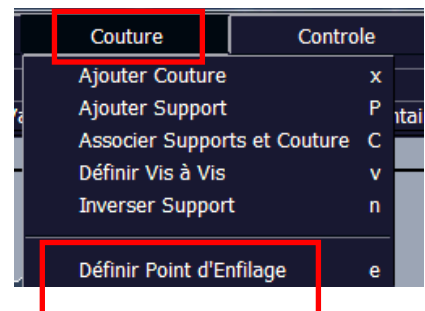 Couture Controle
Ajouter Couture x
Ajouter Support P
Associer Supports et Couture C
Définir Vis à Vis v
Inverser Support n
Définir Point d'Enfilage e